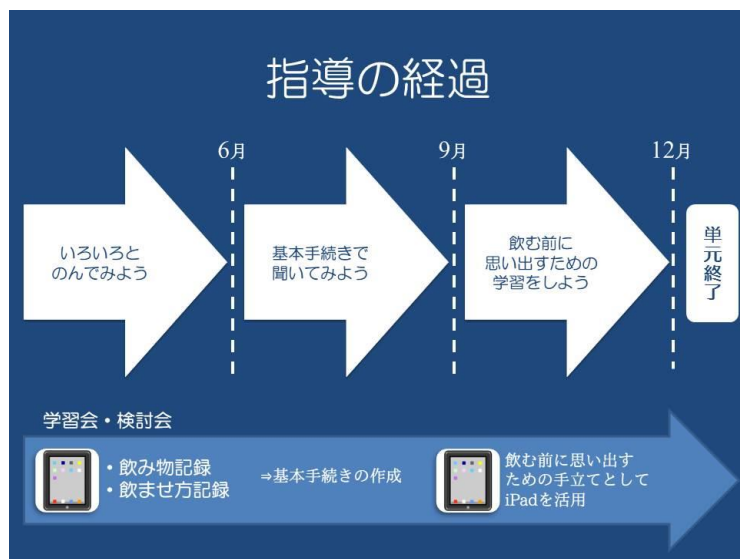 指導の経過
6月
9月
12月
いろいろと
のんでみよう
基本手続きで
聞いてみよう
飲む前に
思い出すための
学習をしよう
単元終了
学習会・検討会
・飲み物記録
・飲ませ方記録
⇒基本手続きの作成
飲む前に思い出す
ための手立てとして
iPadを活用